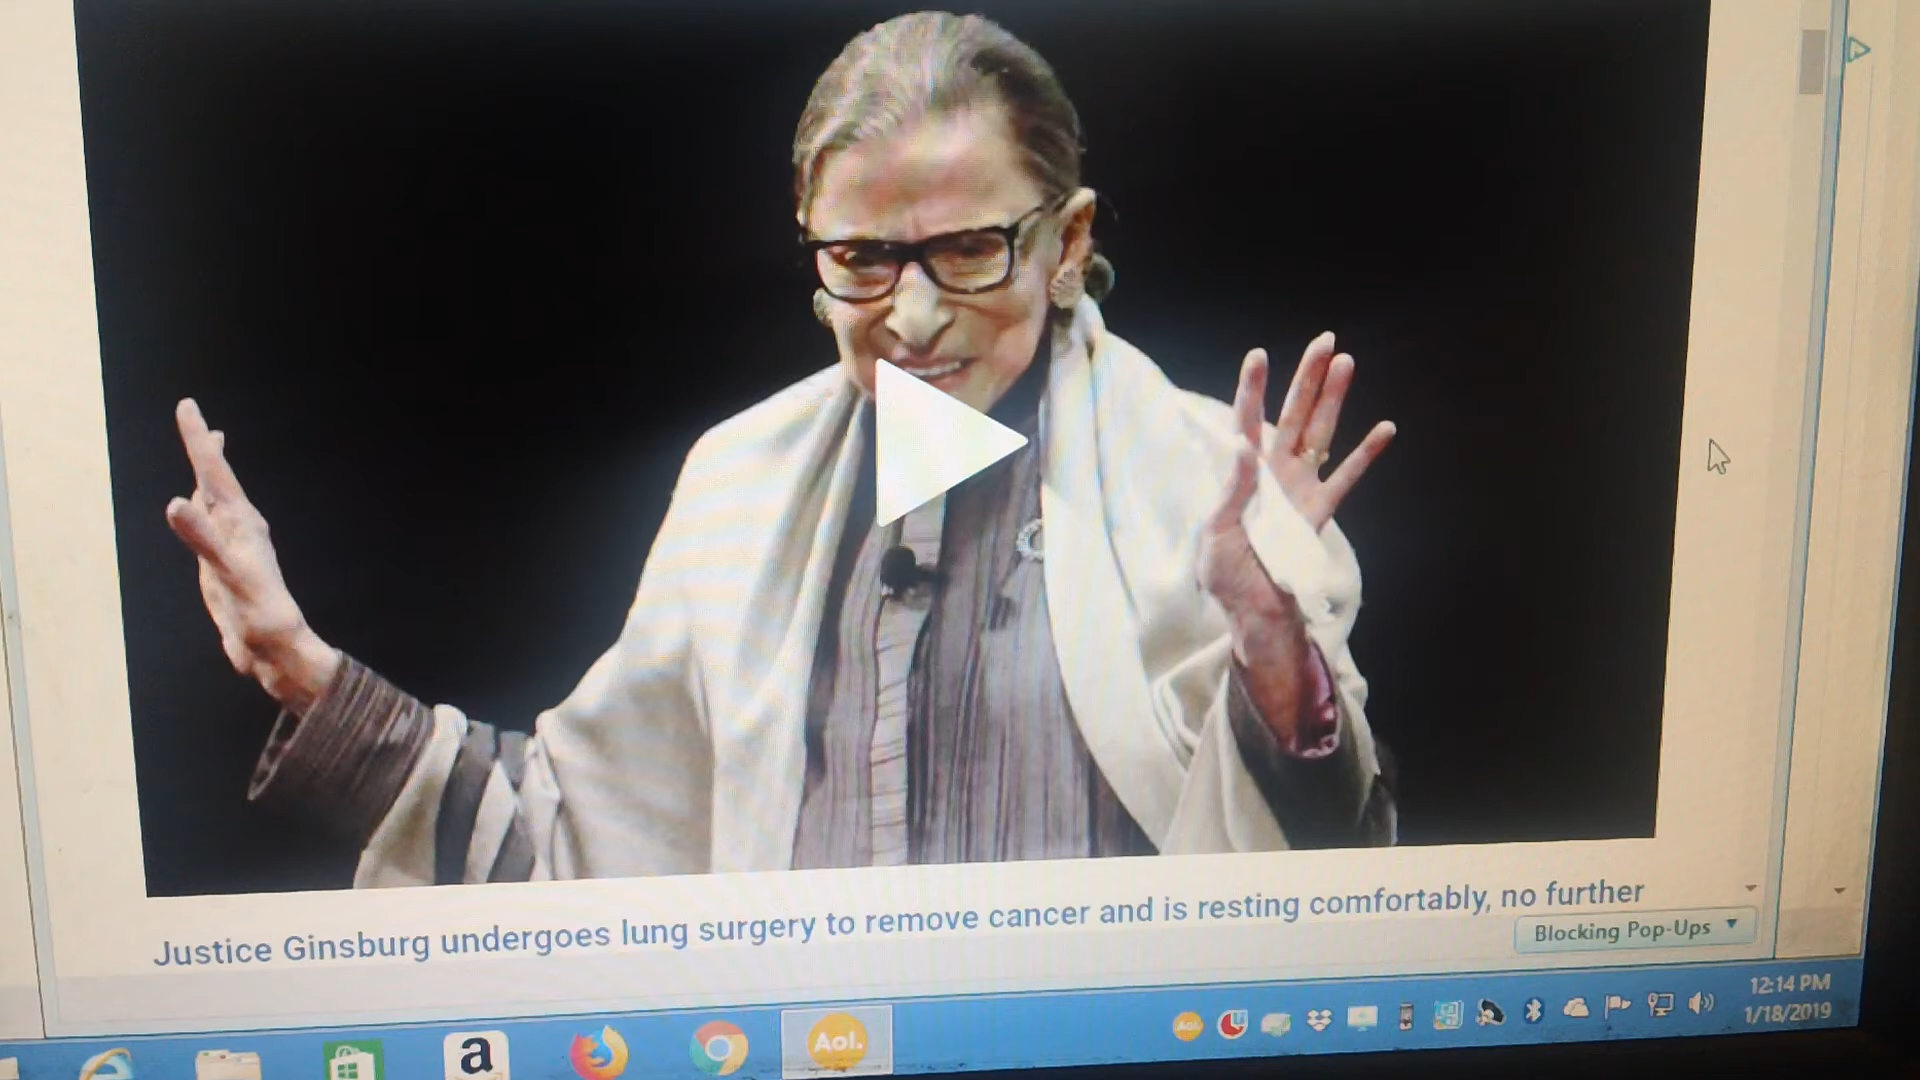 Justice Ginsburg undergoes lung surgery to remove cancer and is resting comfortably, no further
Blocking Pop-Ups
12:14 PM
1/18/2019
a
Aol.
Aol.